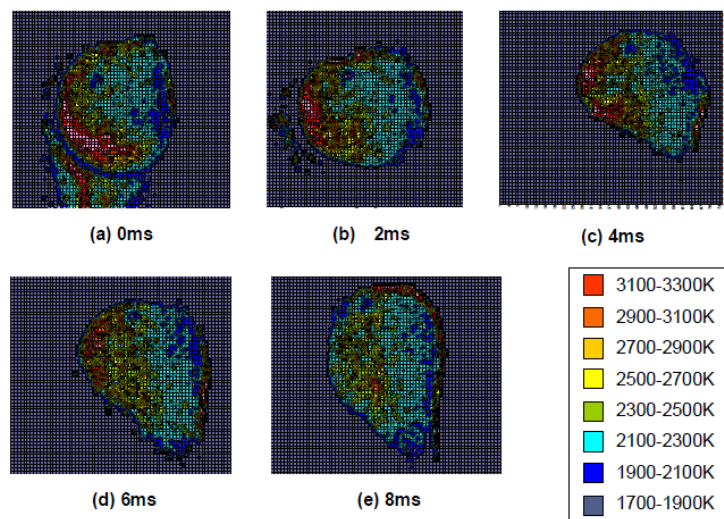 (a) 0ms
(b) 2ms
(c) 4ms
(d) 6ms
(e) 8ms
3100-3300K
2900-3100K
2700-2900K
2500-2700K
2300-2500K
2100-2300K
1900-2100K
1700-1900K